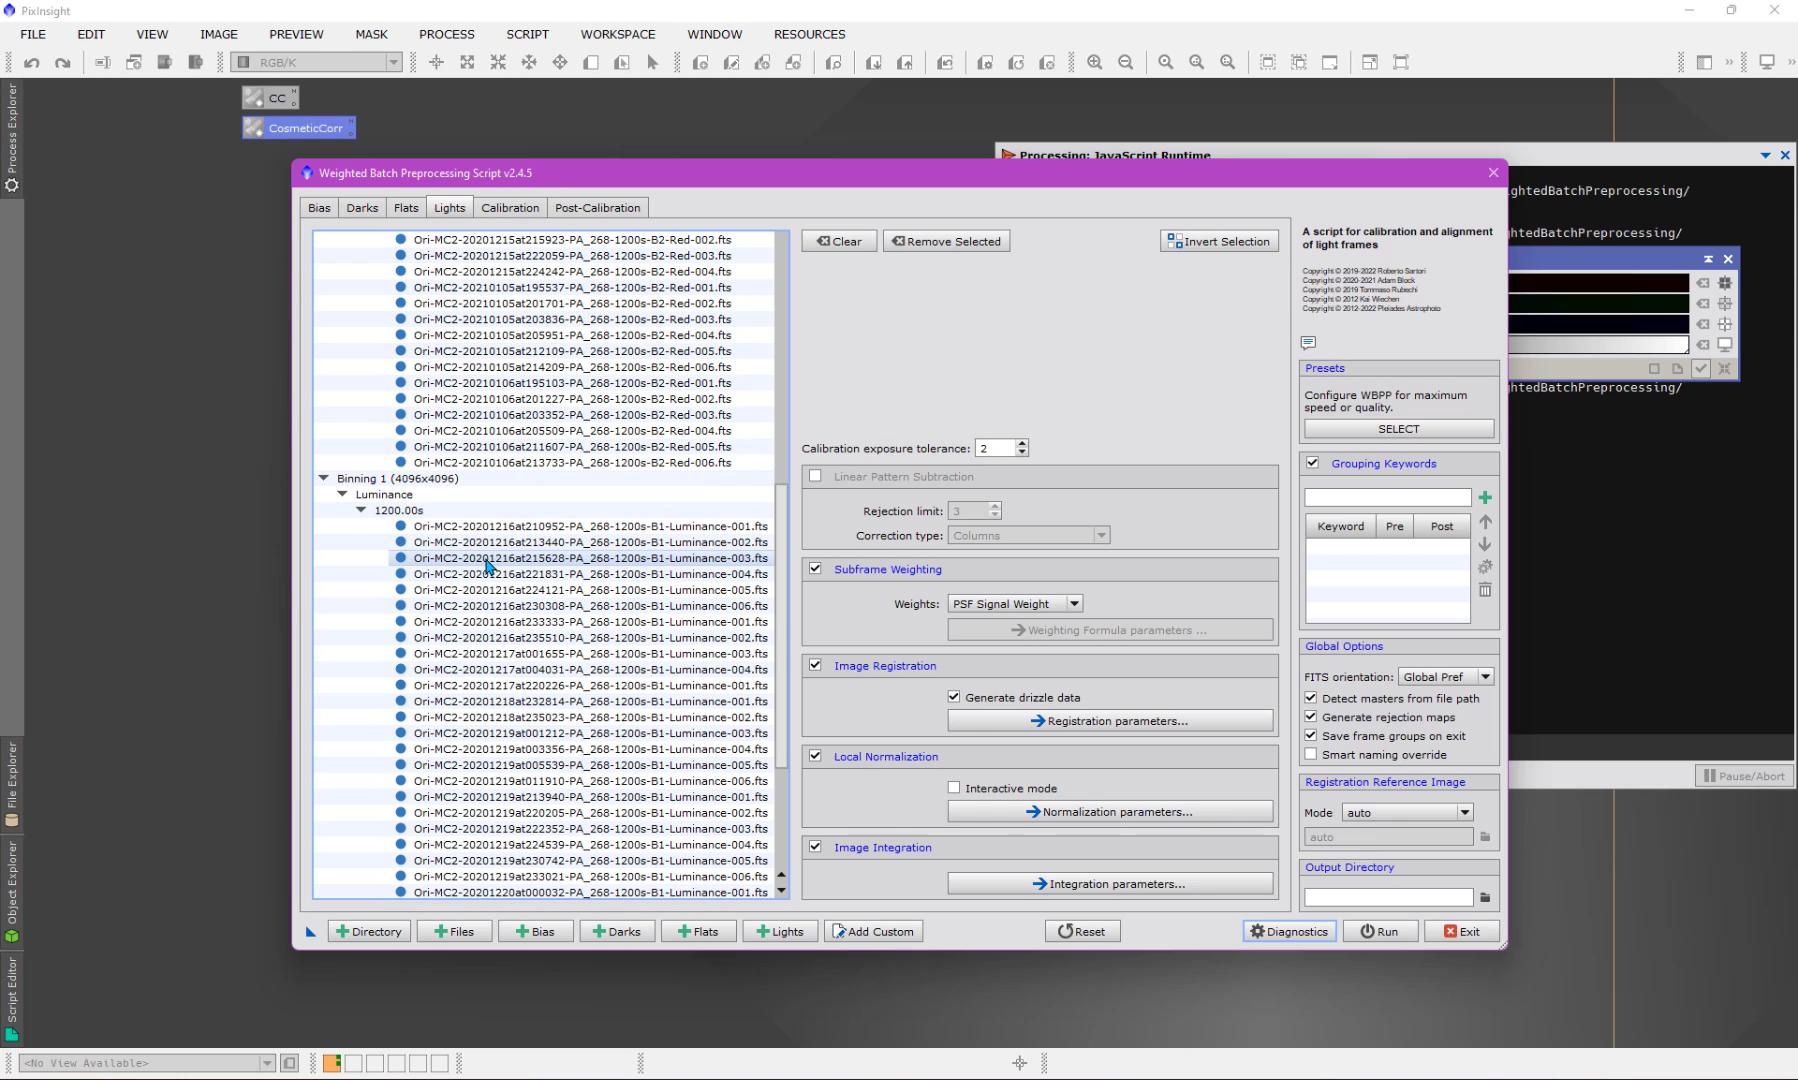 PixInsight
FILE EDIT VIEW IMAGE PREVIEW MASK PROCESS SCRIPT WORKSPACE WINDOW RESOURCES
RGB/K
Process Explorer
CC N D
CosmeticCorr N D
Processing: JavaScript Runtime
ightedBatchPreprocessing/
ightedBatchPreprocessing/
htedBatchPreprocessing/
Pause/Abort
Weighted Batch Preprocessing Script v2.4.5
Bias Darks Flats Lights Calibration Post-Calibration
Ori-MC2-20201215at215923-PA_268-1200s-B2-Red-002.fts
Ori-MC2-20201215at222059-PA_268-1200s-B2-Red-003.fts
Ori-MC2-20201215at224242-PA_268-1200s-B2-Red-004.fts
Ori-MC2-20210105at195537-PA_268-1200s-B2-Red-001.fts
Ori-MC2-20210105at201701-PA_268-1200s-B2-Red-002.fts
Ori-MC2-20210105at203836-PA_268-1200s-B2-Red-003.fts
Ori-MC2-20210105at205951-PA_268-1200s-B2-Red-004.fts
Ori-MC2-20210105at212109-PA_268-1200s-B2-Red-005.fts
Ori-MC2-20210105at214209-PA_268-1200s-B2-Red-006.fts
Ori-MC2-20210106at195103-PA_268-1200s-B2-Red-001.fts
Ori-MC2-20210106at201227-PA_268-1200s-B2-Red-002.fts
Ori-MC2-20210106at203352-PA_268-1200s-B2-Red-003.fts
Ori-MC2-20210106at205509-PA_268-1200s-B2-Red-004.fts
Ori-MC2-20210106at211607-PA_268-1200s-B2-Red-005.fts
Ori-MC2-20210106at213733-PA_268-1200s-B2-Red-006.fts
Binning 1 (4096x4096)
Luminance
1200.00s
Ori-MC2-20201216at210952-PA_268-1200s-B1-Luminance-001.fts
Ori-MC2-20201216at213440-PA_268-1200s-B1-Luminance-002.fts
Ori-MC2-20201216at215628-PA_268-1200s-B1-Luminance-003.fts
Ori-MC2-20201216at221831-PA_268-1200s-B1-Luminance-004.fts
Ori-MC2-20201216at224121-PA_268-1200s-B1-Luminance-005.fts
Ori-MC2-20201216at230308-PA_268-1200s-B1-Luminance-006.fts
Ori-MC2-20201216at233333-PA_268-1200s-B1-Luminance-001.fts
Ori-MC2-20201216at235510-PA_268-1200s-B1-Luminance-002.fts
Ori-MC2-20201217at001655-PA_268-1200s-B1-Luminance-003.fts
Ori-MC2-20201217at004031-PA_268-1200s-B1-Luminance-004.fts
Ori-MC2-20201217at220226-PA_268-1200s-B1-Luminance-001.fts
Ori-MC2-20201218at232814-PA_268-1200s-B1-Luminance-001.fts
Ori-MC2-20201218at235023-PA_268-1200s-B1-Luminance-002.fts
Ori-MC2-20201219at001212-PA_268-1200s-B1-Luminance-003.fts
Ori-MC2-20201219at003356-PA_268-1200s-B1-Luminance-004.fts
Ori-MC2-20201219at005539-PA_268-1200s-B1-Luminance-005.fts
Ori-MC2-20201219at011910-PA_268-1200s-B1-Luminance-006.fts
Ori-MC2-20201219at213940-PA_268-1200s-B1-Luminance-001.fts
Ori-MC2-20201219at220205-PA_268-1200s-B1-Luminance-002.fts
Ori-MC2-20201219at222352-PA_268-1200s-B1-Luminance-003.fts
Ori-MC2-20201219at224539-PA_268-1200s-B1-Luminance-004.fts
Ori-MC2-20201219at230742-PA_268-1200s-B1-Luminance-005.fts
Ori-MC2-20201219at233021-PA_268-1200s-B1-Luminance-006.fts
Ori-MC2-20201220at000032-PA_268-1200s-B1-Luminance-001.fts
Clear Remove Selected Invert Selection
Calibration exposure tolerance: 2
Linear Pattern Subtraction
Rejection limit: 3
Correction type: Columns
Subframe Weighting
Weights: PSF Signal Weight
Weighting Formula parameters ...
Image Registration
Generate drizzle data
Registration parameters...
Local Normalization
Interactive mode
Normalization parameters...
Image Integration
Integration parameters...
A script for calibration and alignment
of light frames
Copyright © 2019-2022 Roberto Sartori
Copyright © 2020-2021 Adam Block
Copyright © 2019 Tommaso Rubechi
Copyright © 2012 Kai Wiechen
Copyright © 2012-2022 Pleiades Astrophoto
Presets
Configure WBPP for maximum
speed or quality.
SELECT
Grouping Keywords
Keyword Pre Post
Global Options
FITS orientation: Global Pref
Detect masters from file path
Generate rejection maps
Save frame groups on exit
Smart naming override
Registration Reference Image
Mode auto
auto
Output Directory
Directory Files Bias Darks Flats Lights Add Custom Reset Diagnostics Run Exit
File Explorer
Object Explorer
Script Editor
<No View Available>